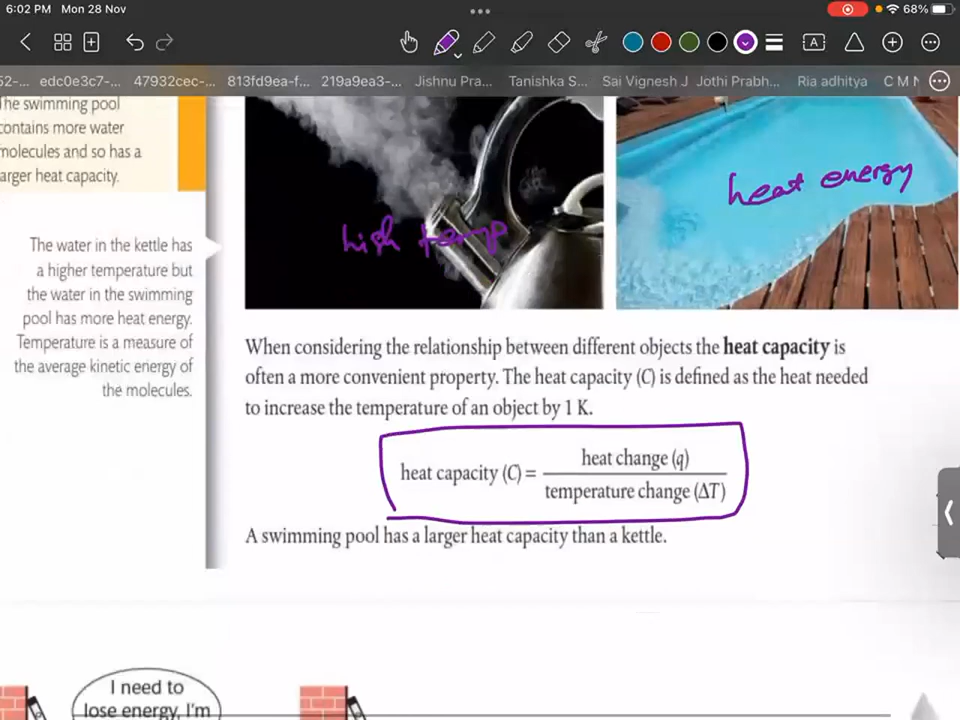 6:02 PM Mon 28 Nov
68%
52-... edc0e3c7-... 47932cec-... 813fd9ea-f... 219a9ea3-... Jishnu Pra... Tanishka S... Sai Vignesh J Jothi Prabh... Ria adhitya C M N
The swimming pool
contains more water
molecules and so has a
larger heat capacity.
high temp
heat energy
The water in the kettle has
a higher temperature but
the water in the swimming
pool has more heat energy.
Temperature is a measure of
the average kinetic energy of
the molecules.
When considering the relationship between different objects the heat capacity is
often a more convenient property. The heat capacity (C) is defined as the heat needed
to increase the temperature of an object by 1 K.
heat capacity (C) = heat change (q)
temperature change (ΔT)
A swimming pool has a larger heat capacity than a kettle.
I need to
lose energy, I'm